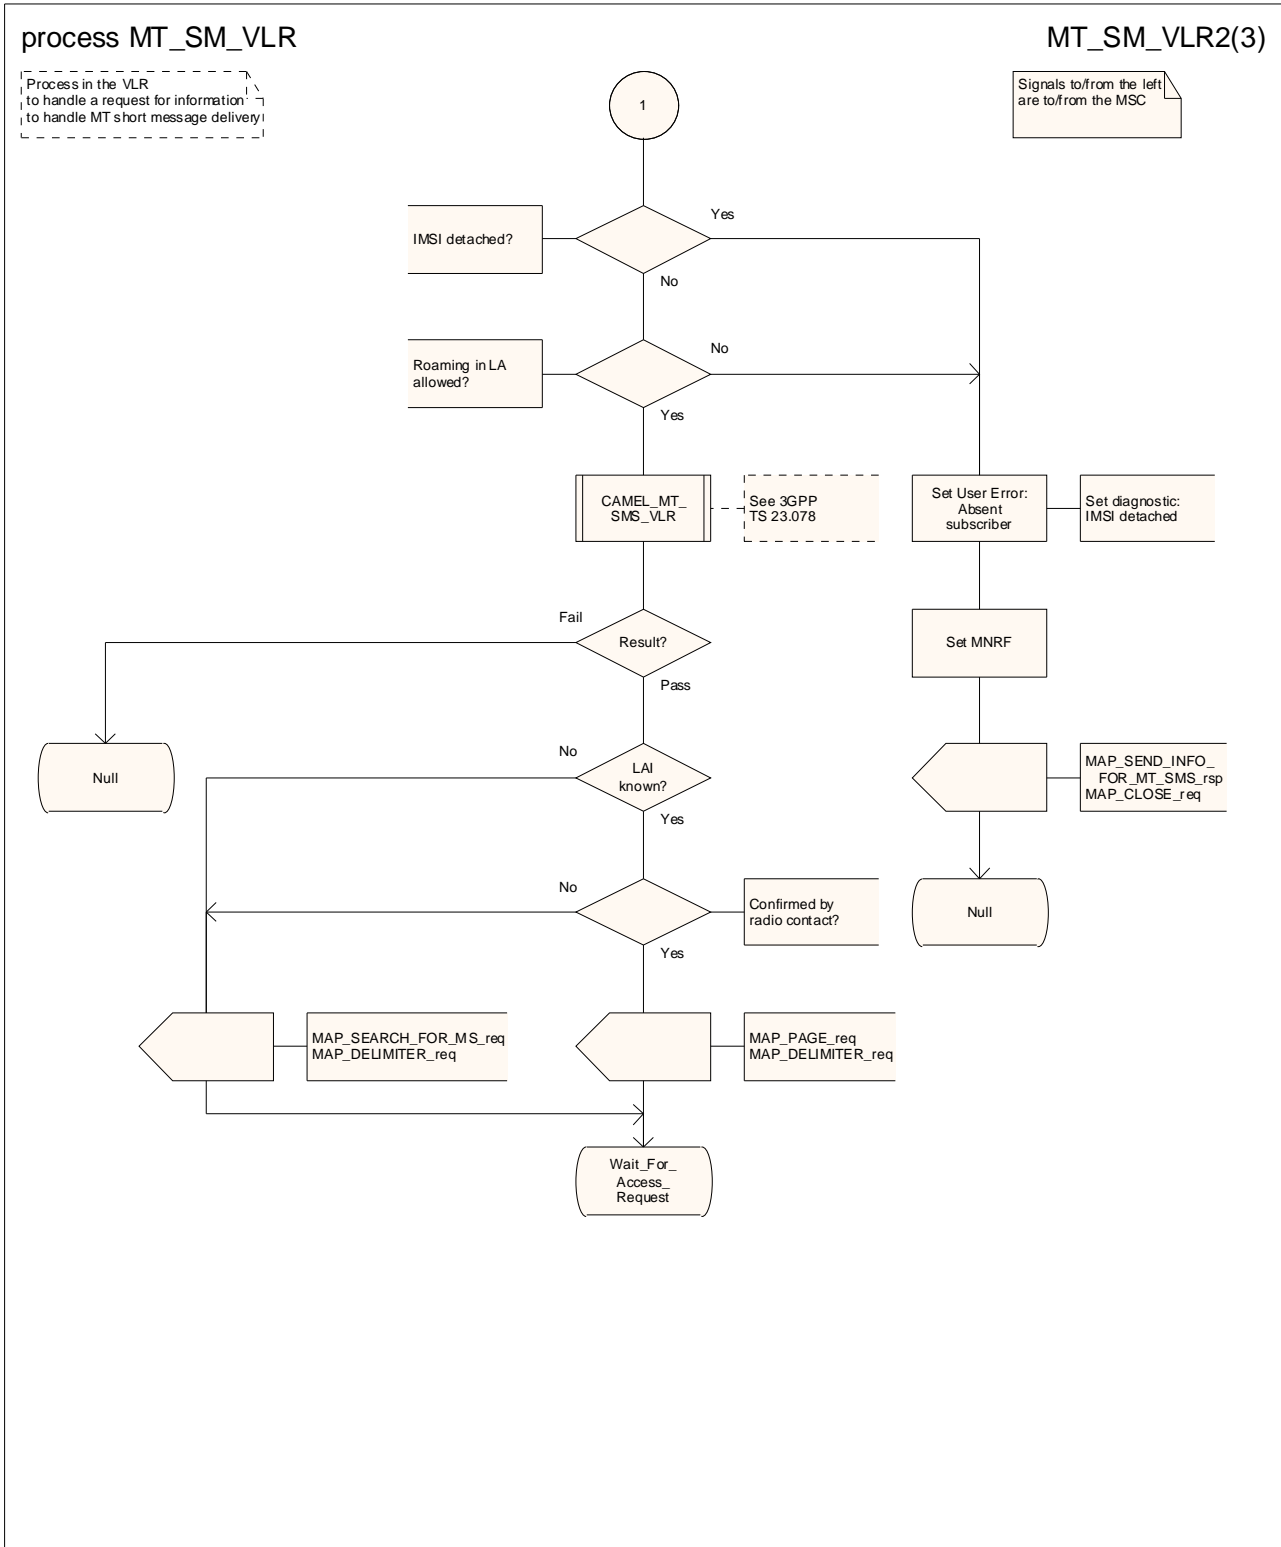 process MT_SM_VLR
MT_SM_VLR2(3)
Process in the VLR
to handle a request for information
to handle MT short message delivery
Signals to/from the left
are to/from the MSC
1
Yes
IMSI detached?
No
No
Roaming in LA
allowed?
Yes
CAMEL_MT_
SMS_VLR
See 3GPP
TS 23.078
Set User Error:
Absent
subscriber
Set diagnostic:
IMSI detached
Fail
Result?
Set MNRF
Pass
No
Null
LAI
known?
MAP_SEND_INFO_
FOR_MT_SMS_rsp
MAP_CLOSE_req
Yes
No
Confirmed by
radio contact?
Null
Yes
MAP_SEARCH_FOR_MS_req
MAP_DELIMITER_req
MAP_PAGE_req
MAP_DELIMITER_req
Wait_For_
Access_
Request